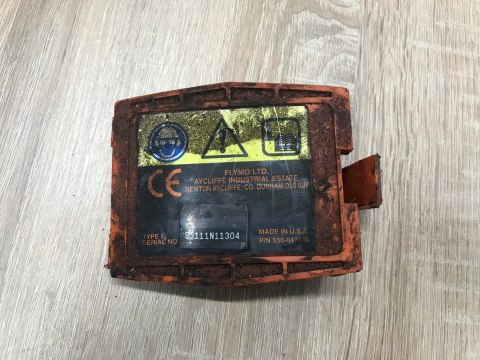 CE
FLYMO LTD.
AYCLIFFE INDUSTRIAL ESTATE
NEWTON AYCLIFFE, CO. DURHAM DL5 6UP
TYPE
SERIAL NO
MADE IN U.S.A.
P/N